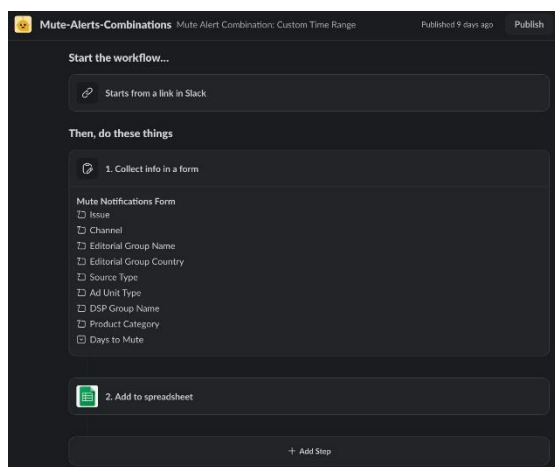 Mute-Alerts-Combinations Mute Alert Combination: Custom Time Range Published 9 days ago Publish
Start the workflow...
Starts from a link in Slack
Then, do these things
1. Collect info in a form
Mute Notifications Form
Issue
Channel
Editorial Group Name
Editorial Group Country
Source Type
Ad Unit Type
DSP Group Name
Product Category
Days to Mute
2. Add to spreadsheet
+ Add Step